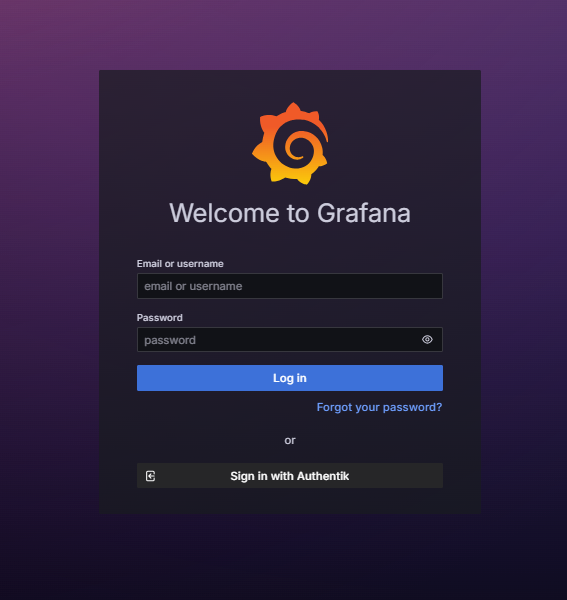 Welcome to Grafana
Email or username
email or username
Password
password
Log in
Forgot your password?
or
Sign in with Authentik